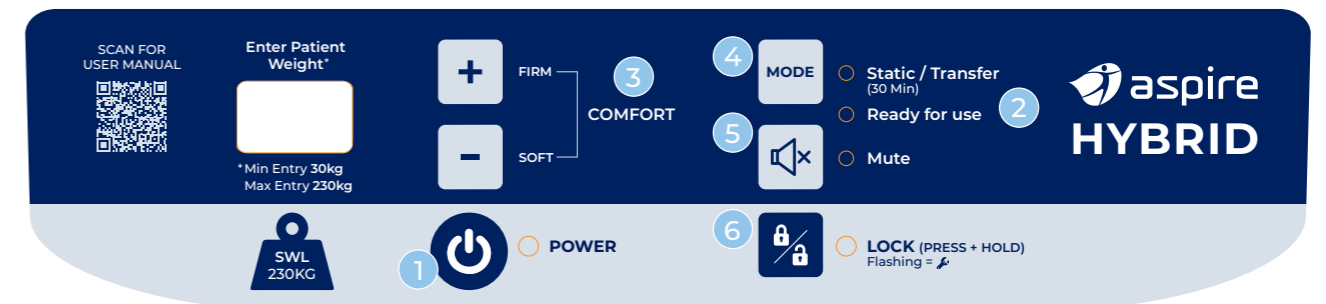 SCAN FOR
USER MANUAL
Enter Patient
Weight*
*Min Entry 30kg
Max Entry 230kg
+
FIRM
3
COMFORT
-
SOFT
4
MODE
Static / Transfer
(30 Min)
Ready for use
2
5
Mute
aspire
HYBRID
SWL
230KG
1
POWER
6
LOCK (PRESS + HOLD)
Flashing =